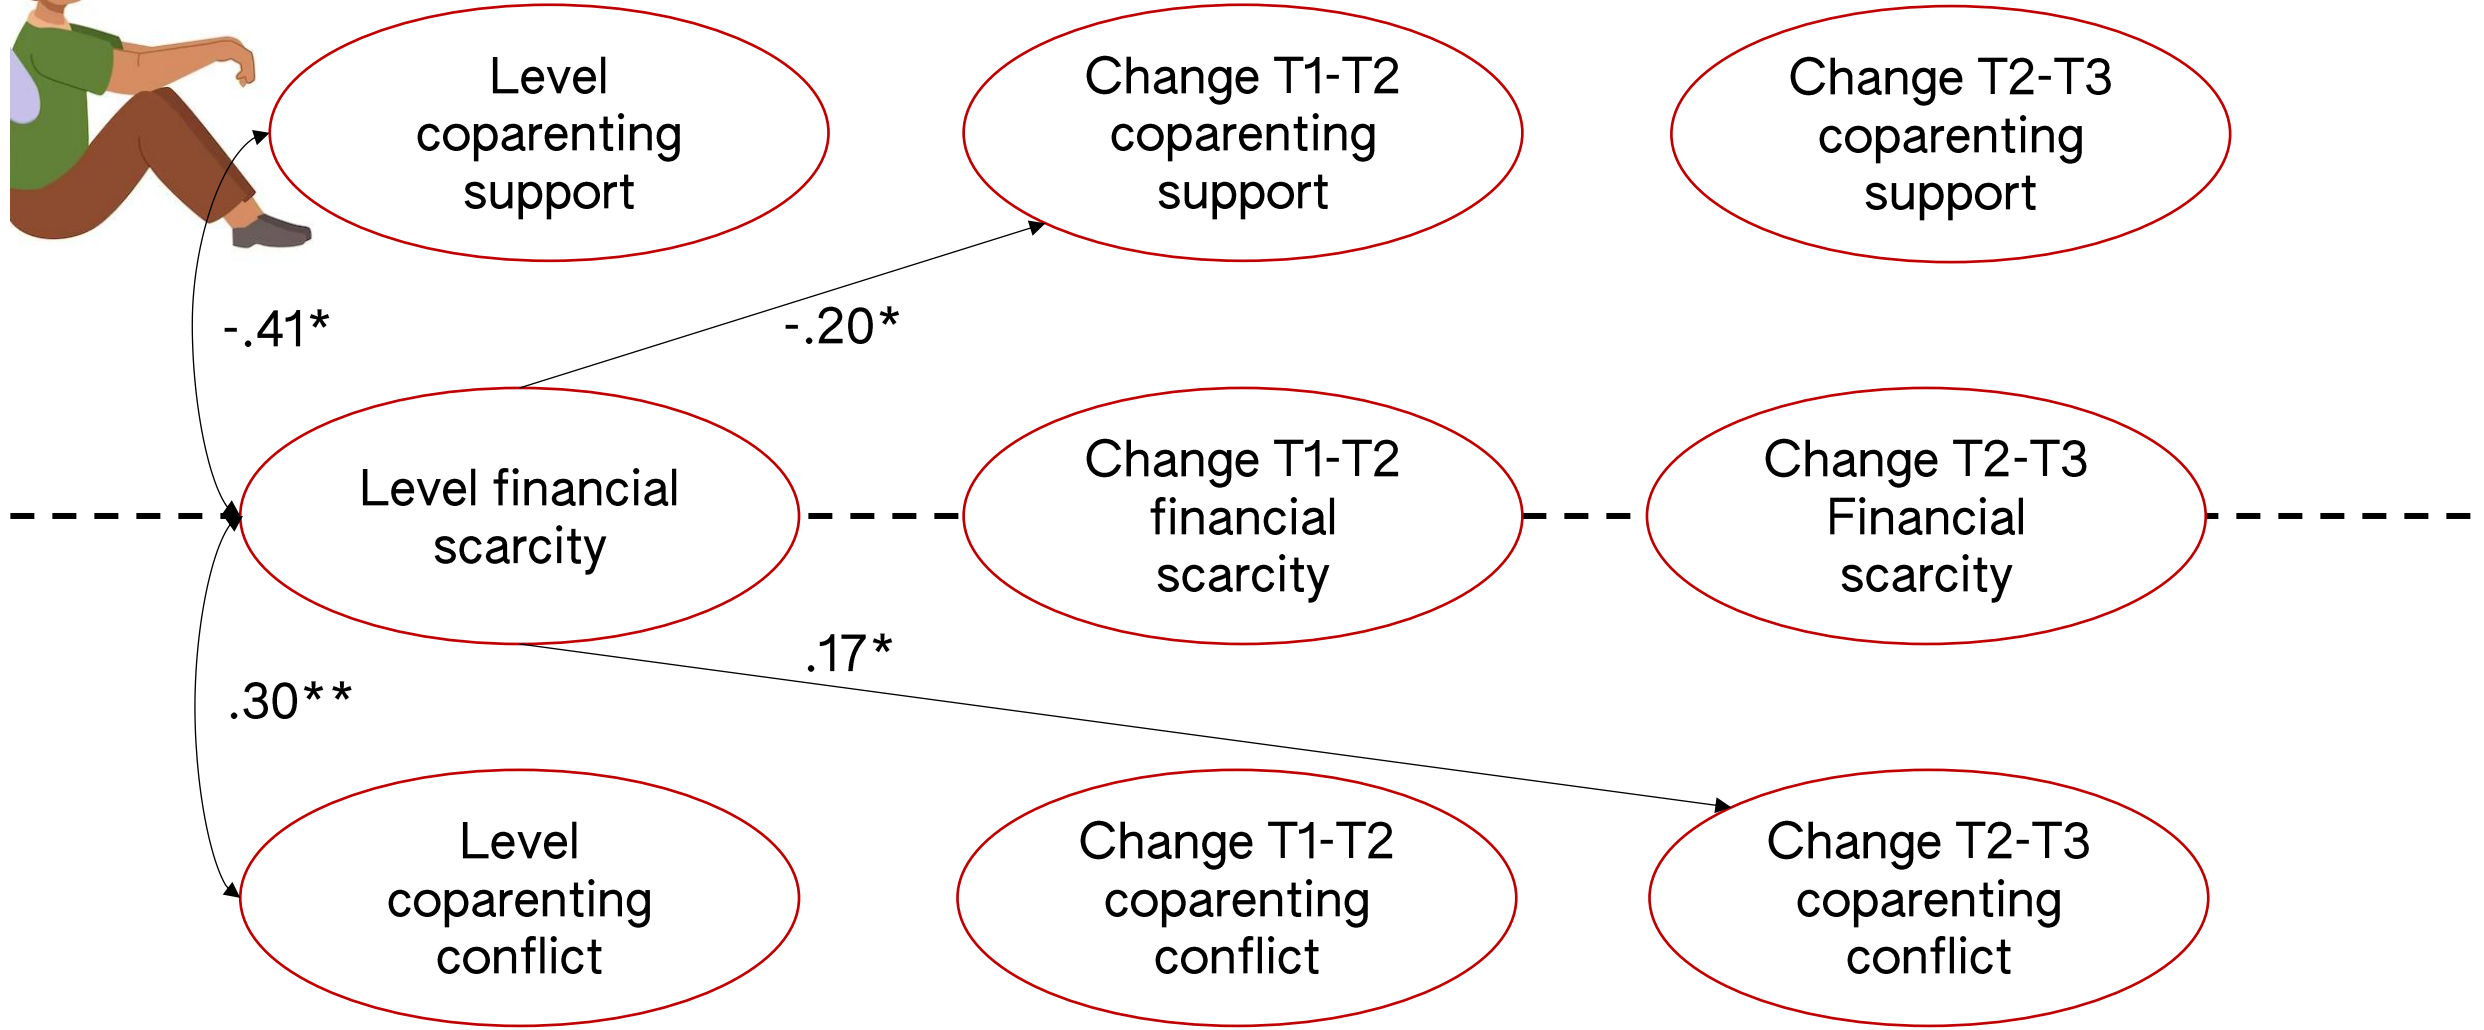 Level
coparenting
support
Change T1-T2
coparenting
support
Change T2-T3
coparenting
support
-.41*
-.20*
Level financial
scarcity
Change T1-T2
financial
scarcity
Change T2-T3
Financial
scarcity
.17*
.30**
Level
coparenting
conflict
Change T1-T2
coparenting
conflict
Change T2-T3
coparenting
conflict